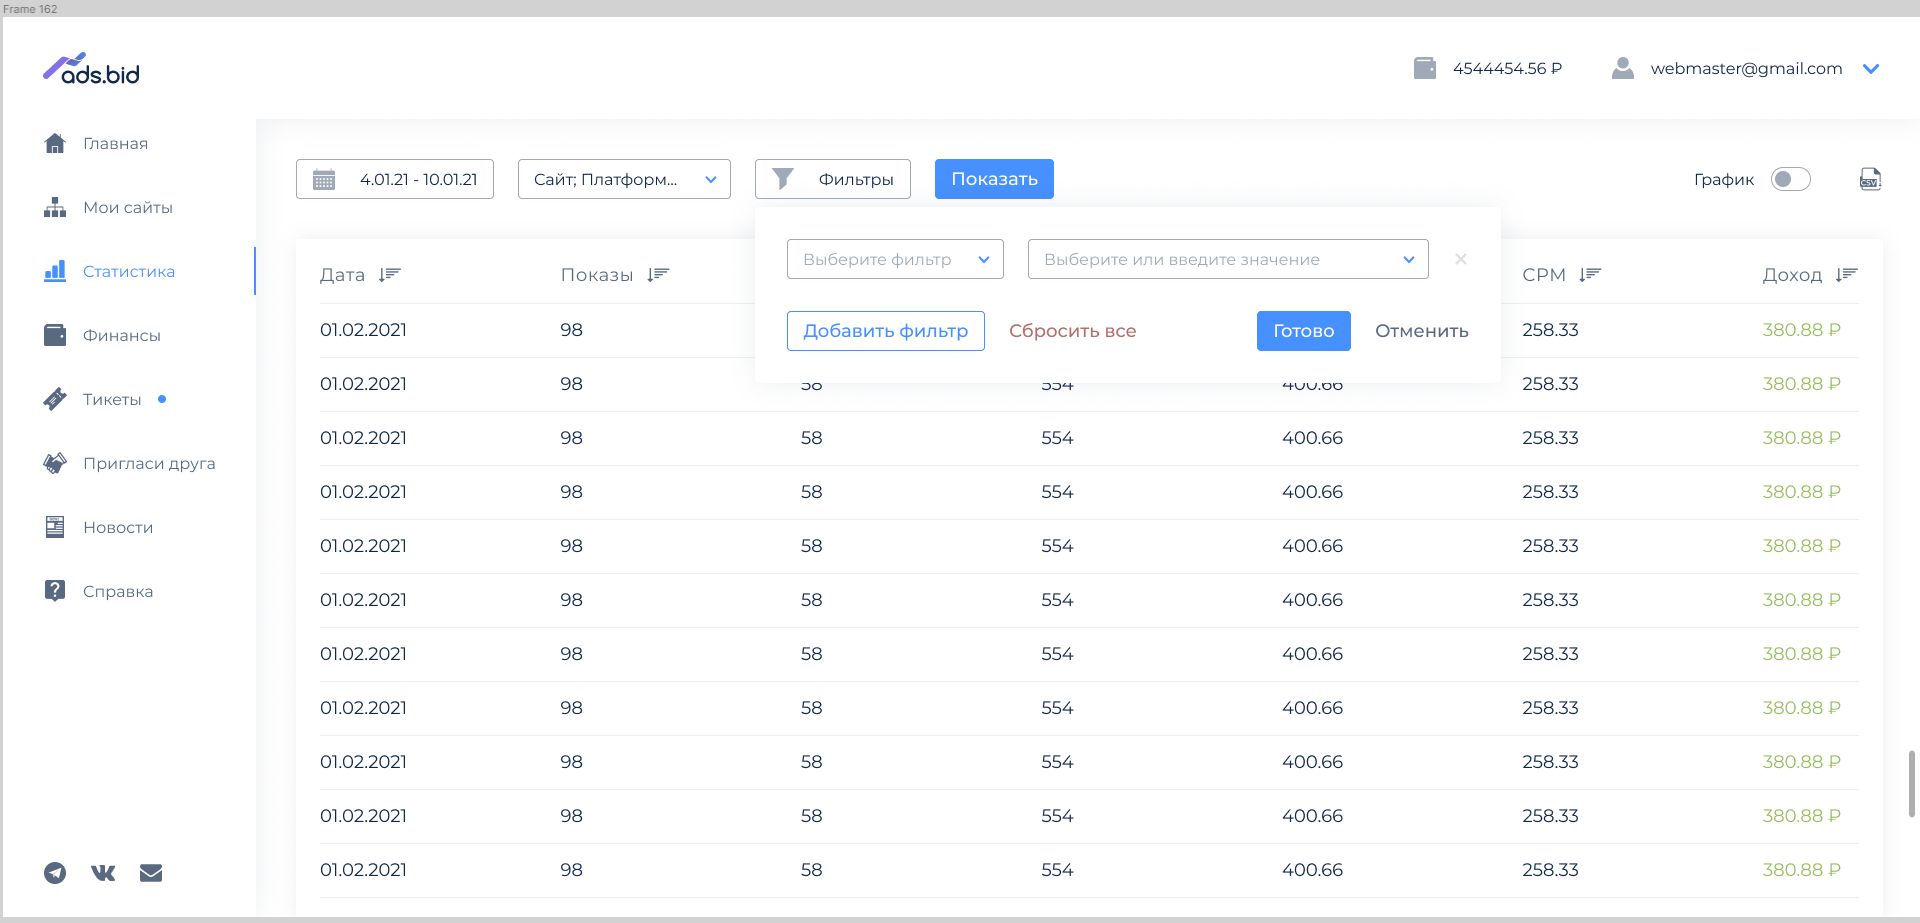 Frame 162
ads.bid
4544454.56 ₽
webmaster@gmail.com
Главная
Мои сайты
Статистика
Финансы
Тикеты
Пригласи друга
Новости
Справка
4.01.21 - 10.01.21
Сайт; Платформ...
Фильтры
Показать
График
CSV
Выберите фильтр
Выберите или введите значение
Добавить фильтр
Сбросить все
Готово
Отменить
Дата Показы CPM Доход
01.02.2021 98 258.33 380.88 ₽
01.02.2021 98 58 554 400.66 258.33 380.88 ₽
01.02.2021 98 58 554 400.66 258.33 380.88 ₽
01.02.2021 98 58 554 400.66 258.33 380.88 ₽
01.02.2021 98 58 554 400.66 258.33 380.88 ₽
01.02.2021 98 58 554 400.66 258.33 380.88 ₽
01.02.2021 98 58 554 400.66 258.33 380.88 ₽
01.02.2021 98 58 554 400.66 258.33 380.88 ₽
01.02.2021 98 58 554 400.66 258.33 380.88 ₽
01.02.2021 98 58 554 400.66 258.33 380.88 ₽
01.02.2021 98 58 554 400.66 258.33 380.88 ₽